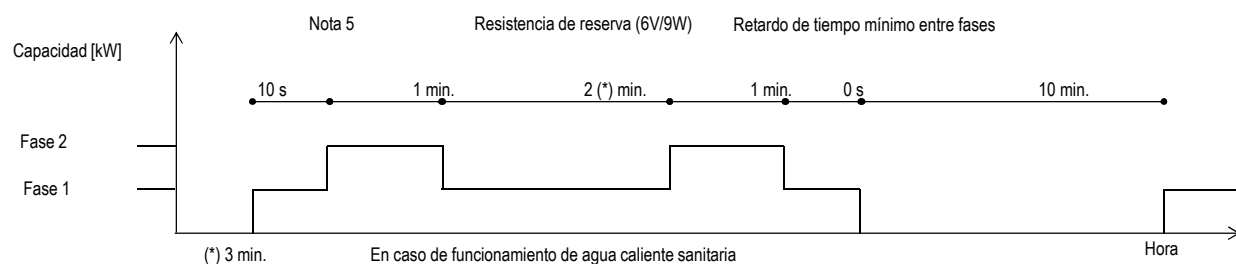 Nota 5 Resistencia de reserva (6V/9W) Retardo de tiempo mínimo entre fases
Capacidad [kW]
10 s 1 min. 2 (*) min. 1 min. 0 s 10 min.
Fase 2
Fase 1
Hora
(*) 3 min. En caso de funcionamiento de agua caliente sanitaria